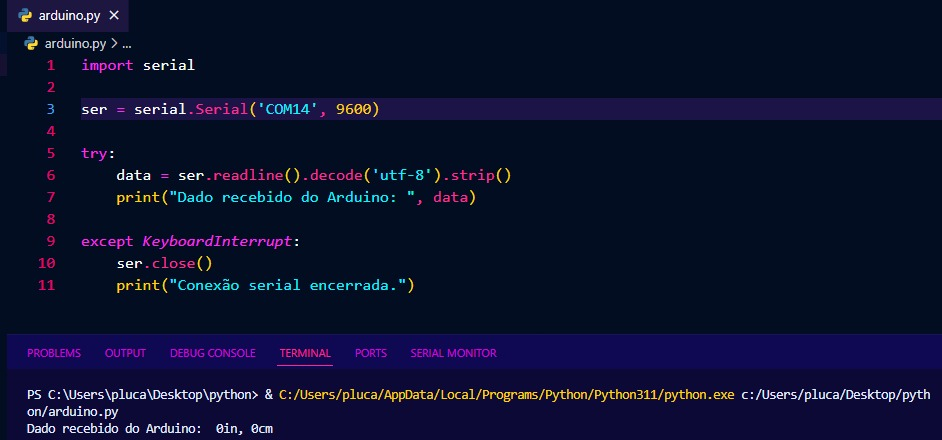 arduino.py ×
arduino.py > ...
1 import serial
2
3 ser = serial.Serial('COM14', 9600)
4
5 try:
6     data = ser.readline().decode('utf-8').strip()
7     print("Dado recebido do Arduino: ", data)
8
9 except KeyboardInterrupt:
10     ser.close()
11     print("Conexão serial encerrada.")
PROBLEMS OUTPUT DEBUG CONSOLE TERMINAL PORTS SERIAL MONITOR
PS C:\Users\pluca\Desktop\python> & C:/Users/pluca/AppData/Local/Programs/Python/Python311/python.exe c:/Users/pluca/Desktop/pyth
on/arduino.py
Dado recebido do Arduino:  0in, 0cm